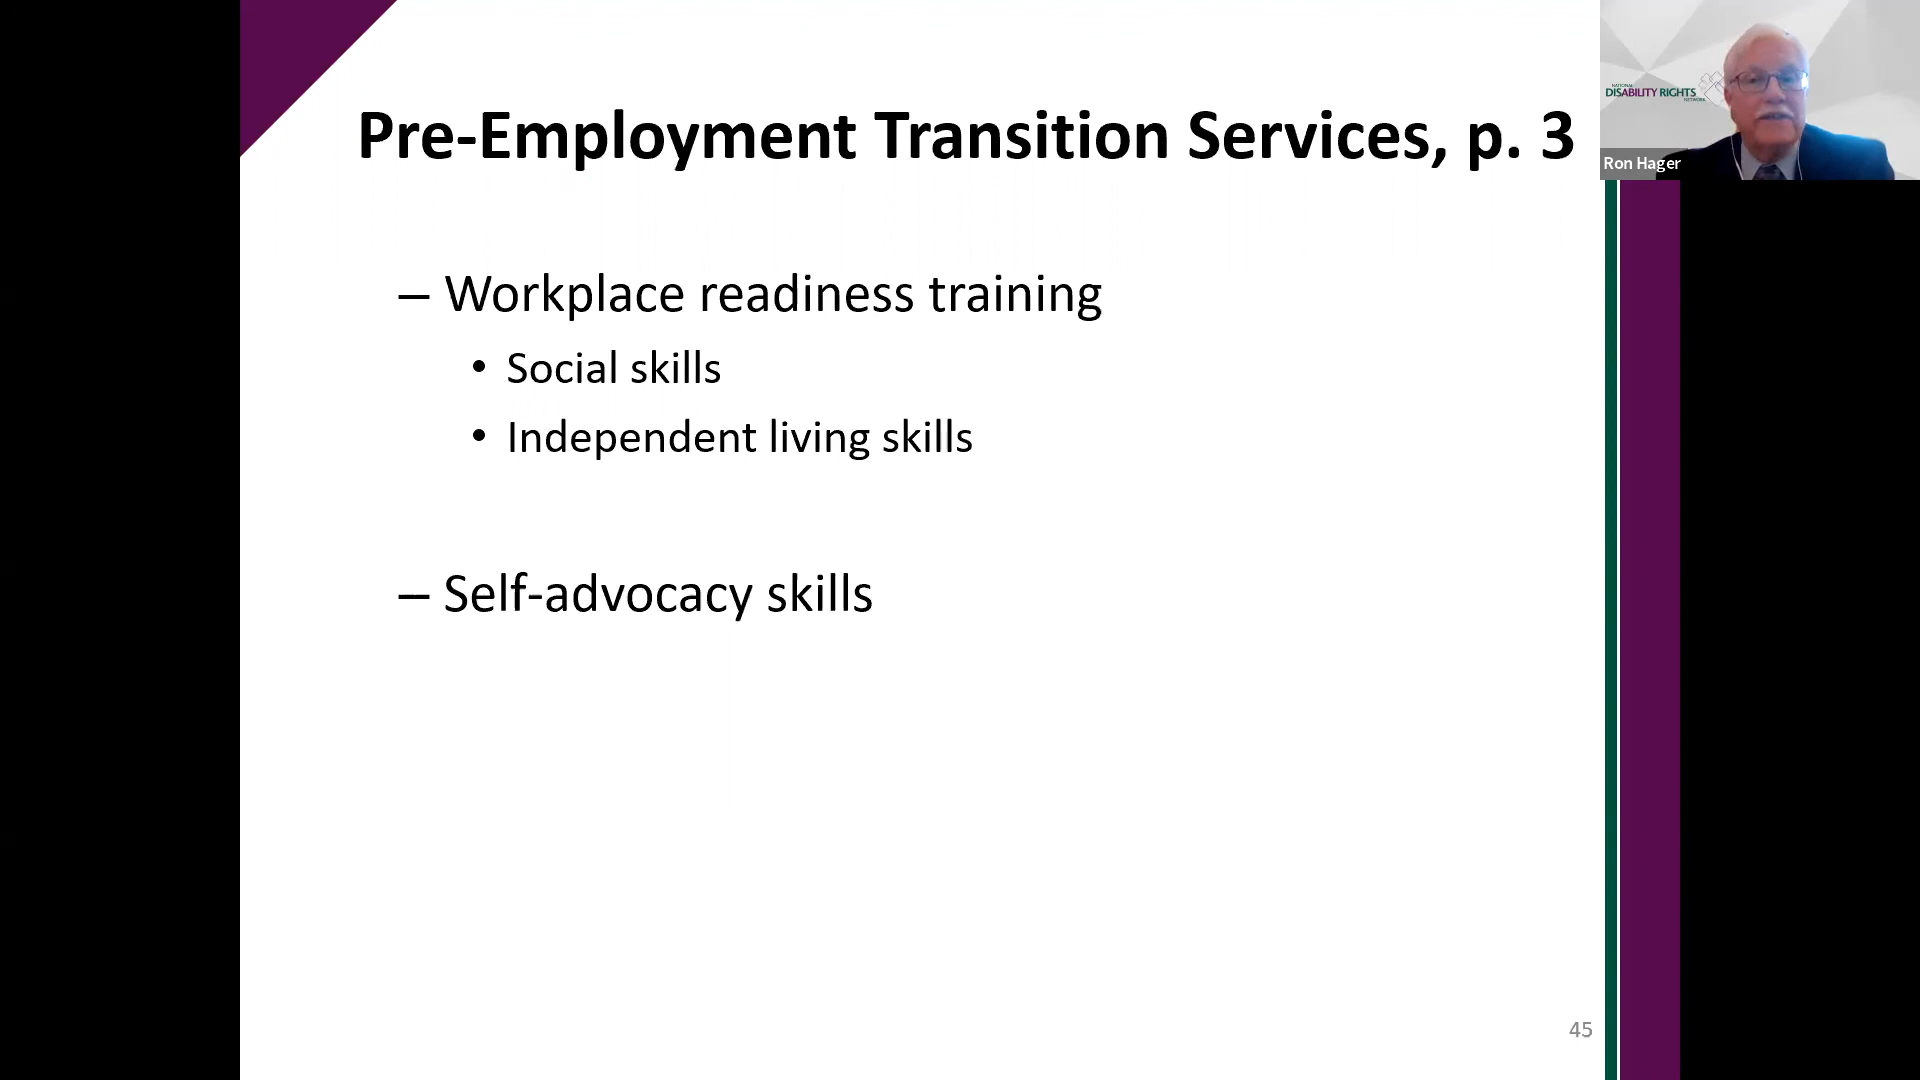 Pre-Employment Transition Services, p. 3
NATIONAL
DISABILITY RIGHTS
NETWORK
Ron Hager
– Workplace readiness training
• Social skills
• Independent living skills
– Self-advocacy skills
45